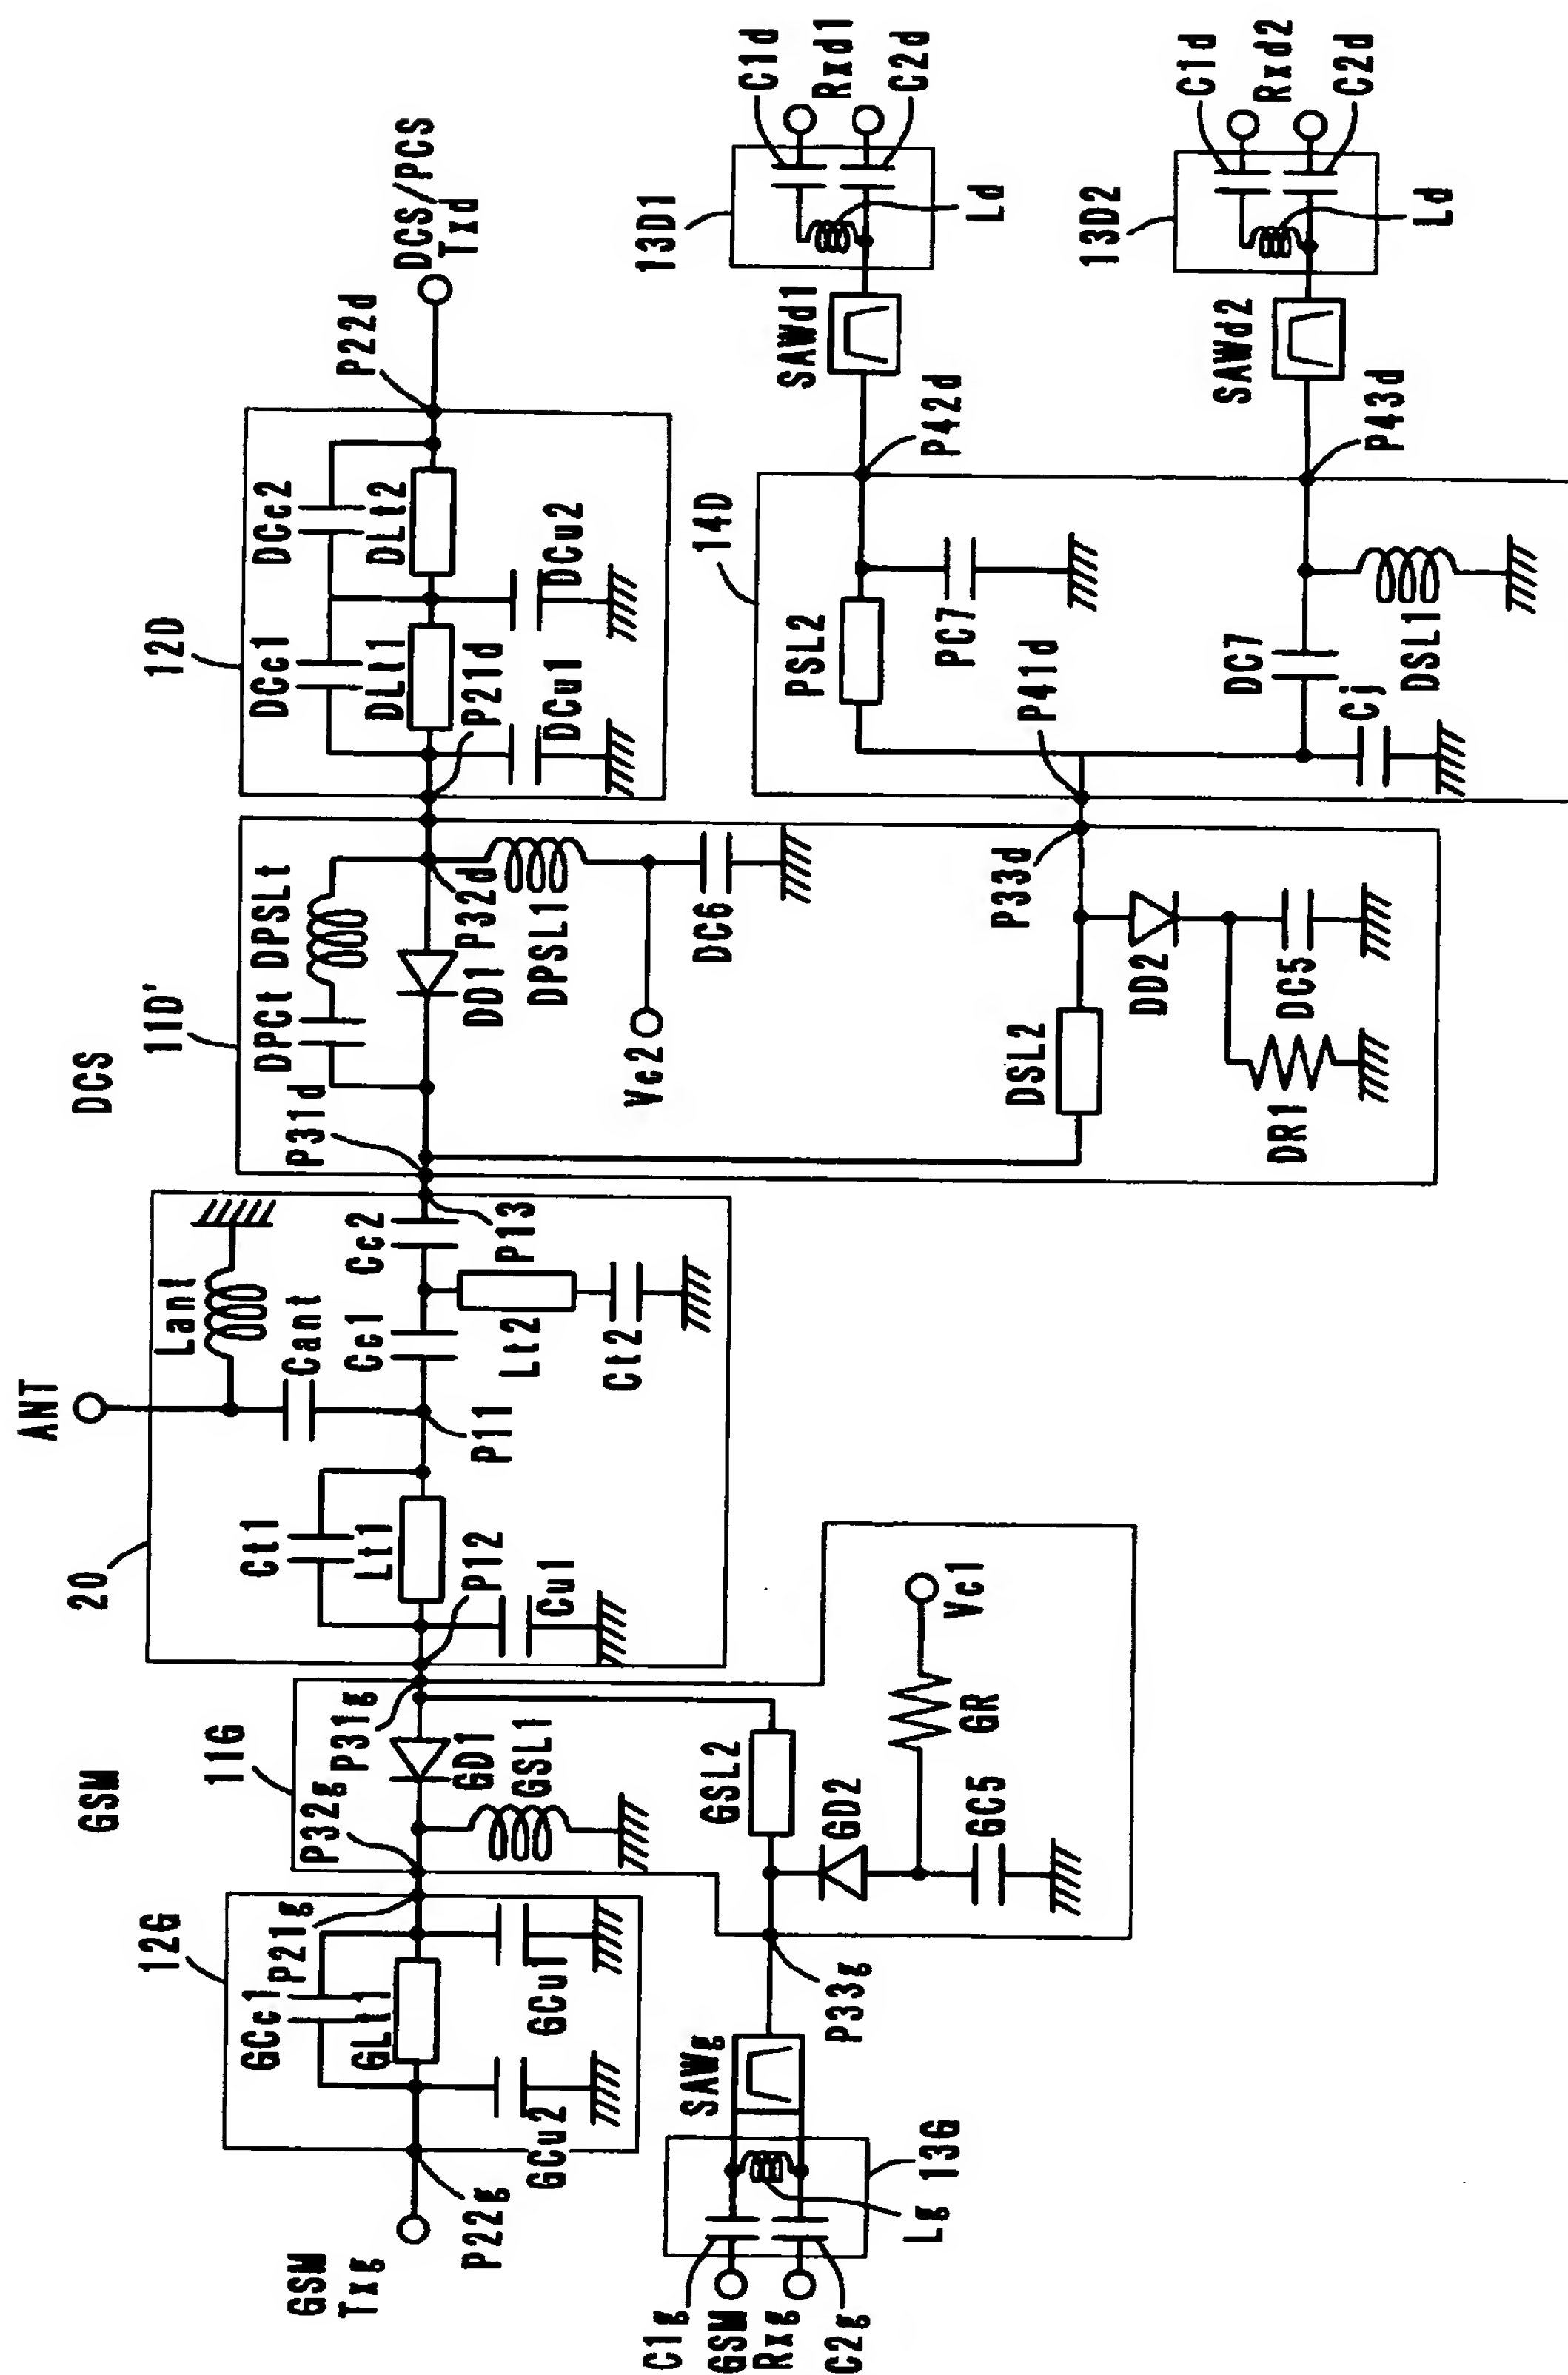 ANT
GSM
DCS
20
Lant
Cant
Ct1
Lt1
P12
Cu1
P11
Cc1
Cc2
P13
Lt2
Ct2
11G
P31g
P32g
GD1
GSL1
GSL2
GD2
GR
Vc1
GC5
P33g
12G
P21g
GCc1
GLt1
GCu1
GCu2
P22g
GSM
Txg
SAWg
13G
Lg
C1g
GSM
Rxg
C2g
11D'
P31d
DPCt
DPSLt
DD1
P32d
DPSL1
DC6
Vc2
DSL2
P33d
DD2
DC5
DR1
12D
DCc1
DCc2
DLt1
DLt2
P21d
DCu1
DCu2
P22d
DCS/PCS
Txd
14D
P41d
PSL2
PC7
P42d
DC7
Cj
DSL1
P43d
SAWd1
13D1
Ld
C1d
Rxd1
C2d
SAWd2
13D2
Ld
C1d
Rxd2
C2d